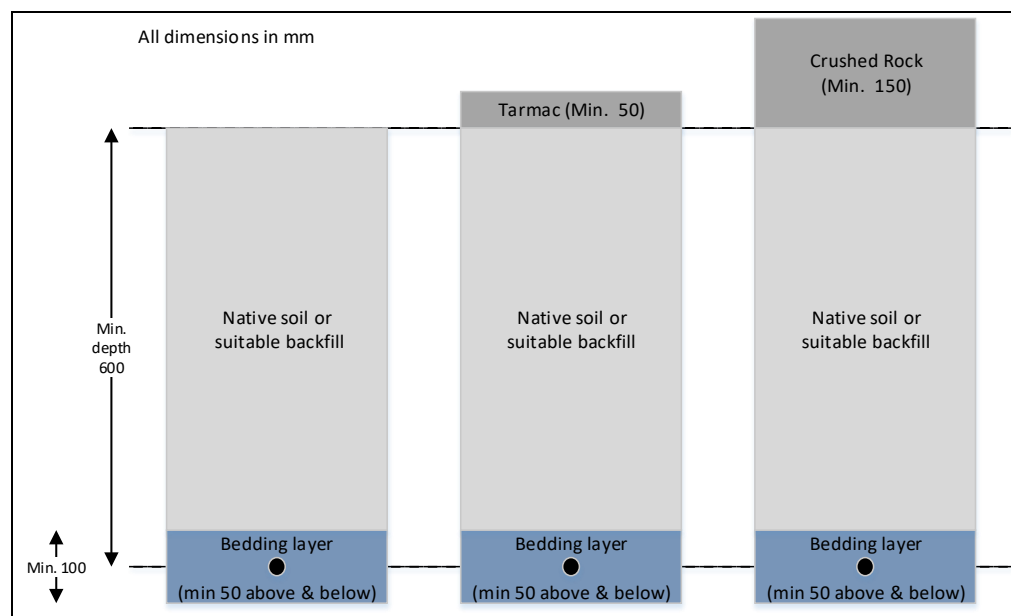 All dimensions in mm
Crushed Rock
(Min. 150)
Tarmac (Min. 50)
Min.
depth
600
Native soil or
suitable backfill
Native soil or
suitable backfill
Native soil or
suitable backfill
Min. 100
Bedding layer
(min 50 above & below)
Bedding layer
(min 50 above & below)
Bedding layer
(min 50 above & below)